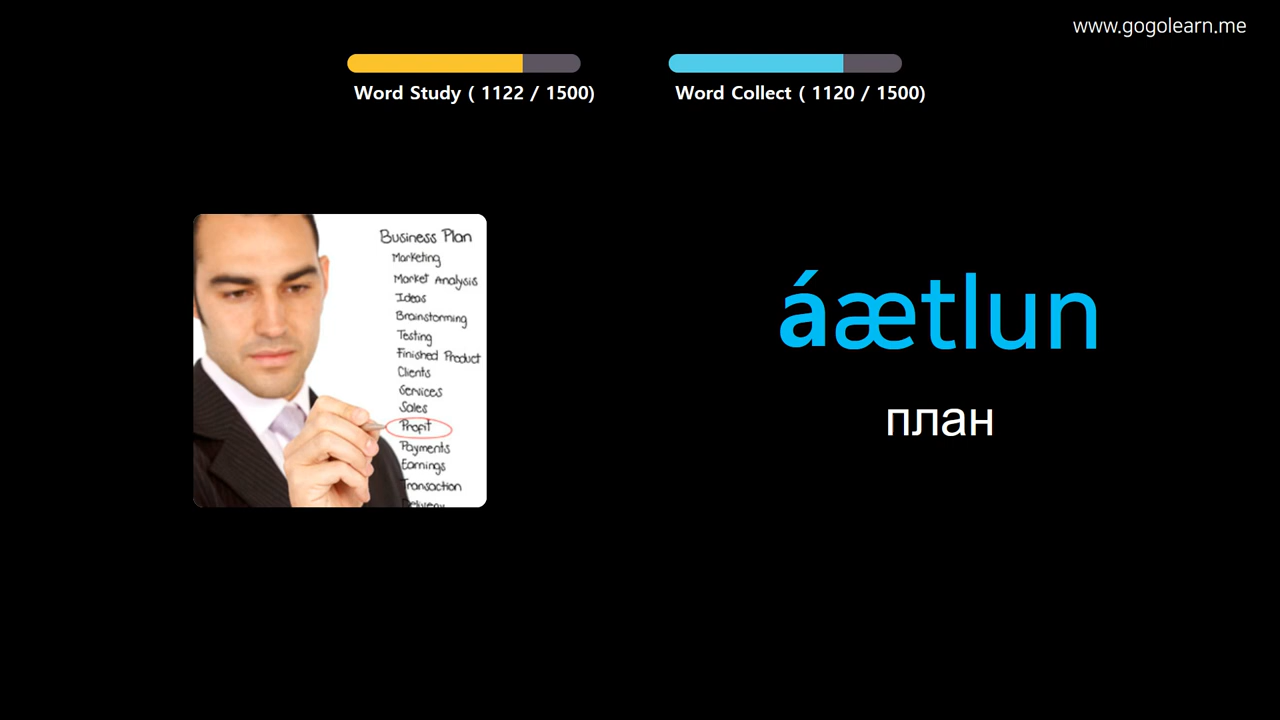 www.gogolearn.me
Word Study ( 1122 / 1500)
Word Collect ( 1120 / 1500)
Business Plan
Marketing
Market Analysis
Ideas
Brainstorming
Testing
Finished Product
Clients
Services
Sales
Profit
Payments
Earnings
Transaction
Delivery
áætlun
план